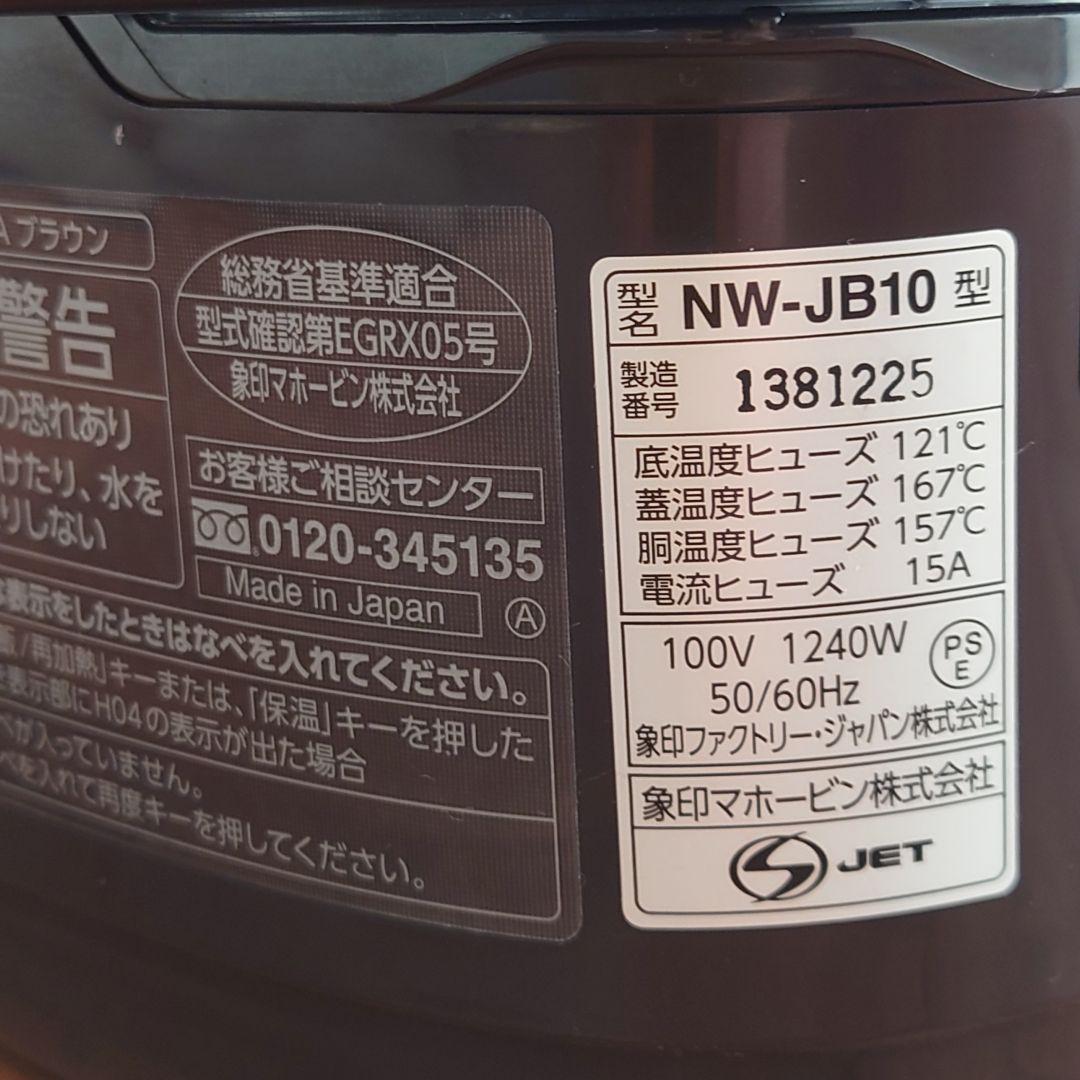 A ブラウン
警告
の恐れあり
けたり、水を
りしない
総務省基準適合
型式確認第EGRX05号
象印マホービン株式会社
お客様ご相談センター
0120-345135
Made in Japan
A
表示をしたときはなべを入れてください。
/再加熱」キーまたは、「保温」キーを押した
表示部にH04の表示が出た場合
が入っていません。
べを入れて再度キーを押してください。
型名 NW-JB10 型
製造番号 1381225
底温度ヒューズ 121℃
蓋温度ヒューズ 167℃
胴温度ヒューズ 157℃
電流ヒューズ 15A
100V 1240W
50/60Hz
PS
E
象印ファクトリー・ジャパン株式会社
象印マホービン株式会社
S JET